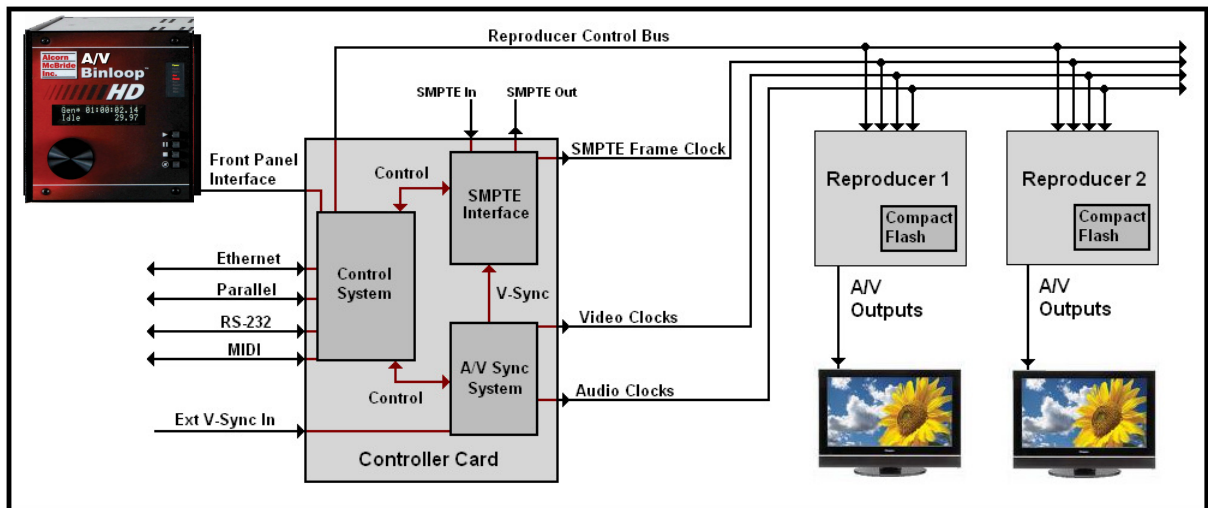 Alcorn
McBride
Inc.
A/V
Binloop™
HD
Gen* 01:00:02.14
Idle 29.97
Reproducer Control Bus
SMPTE In
SMPTE Out
SMPTE Frame Clock
Front Panel
Interface
Control
SMPTE
Interface
Reproducer 1
Compact
Flash
Reproducer 2
Compact
Flash
Ethernet
Parallel
RS-232
MIDI
Control
System
V-Sync
A/V
Outputs
A/V
Outputs
Video Clocks
A/V Sync
System
Control
Audio Clocks
Ext V-Sync In
Controller Card